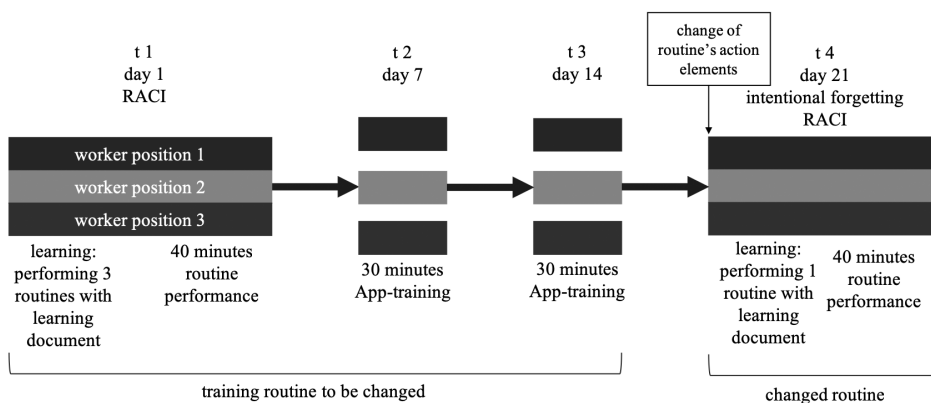 t 1
day 1
RACI
t 2
day 7
t 3
day 14
change of
routine's action
elements
t 4
day 21
intentional forgetting
RACI
worker position 1
worker position 2
worker position 3
learning:
performing 3
routines with
learning
document
40 minutes
routine
performance
30 minutes
App-training
30 minutes
App-training
learning:
performing 1
routine with
learning
document
40 minutes
routine
performance
training routine to be changed
changed routine